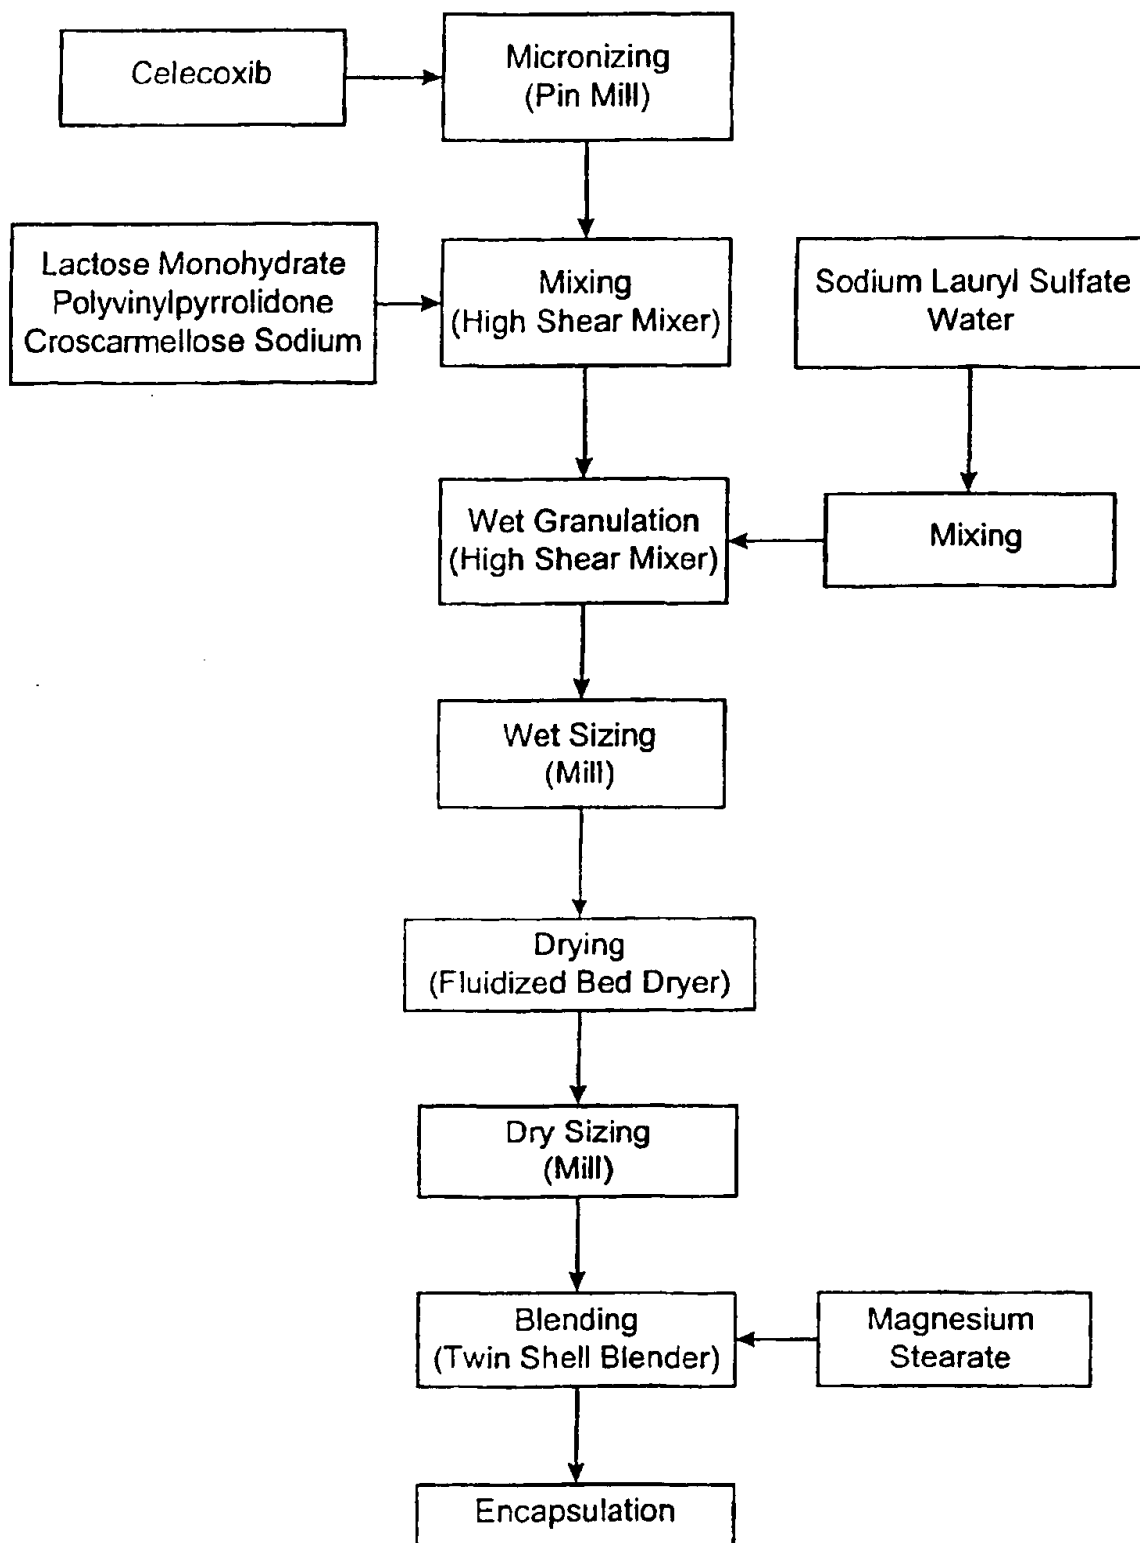 Celecoxib
Micronizing
(Pin Mill)
Lactose Monohydrate
Polyvinylpyrrolidone
Croscarmellose Sodium
Mixing
(High Shear Mixer)
Sodium Lauryl Sulfate
Water
Wet Granulation
(High Shear Mixer)
Mixing
Wet Sizing
(Mill)
Drying
(Fluidized Bed Dryer)
Dry Sizing
(Mill)
Blending
(Twin Shell Blender)
Magnesium
Stearate
Encapsulation